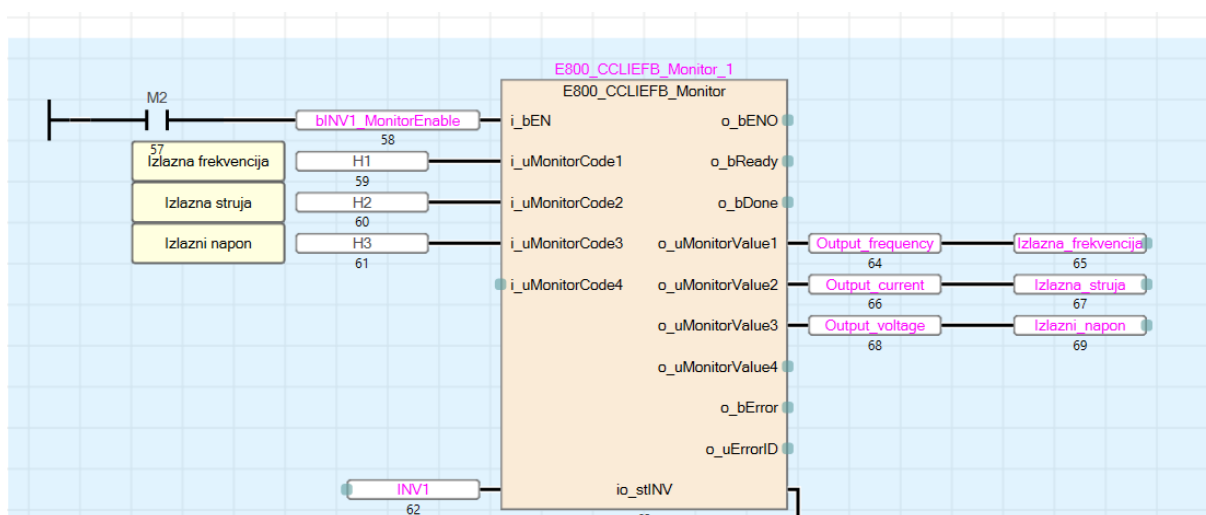 E800_CCLIEFB_Monitor_1
E800_CCLIEFB_Monitor
M2
bINV1_MonitorEnable
i_bEN
o_bENO
57
58
Izlazna frekvencija
H1
i_uMonitorCode1
o_bReady
59
Izlazna struja
H2
i_uMonitorCode2
o_bDone
60
Izlazni napon
H3
i_uMonitorCode3
o_uMonitorValue1
Output_frequency
Izlazna_frekvencija
61
64
65
i_uMonitorCode4
o_uMonitorValue2
Output_current
Izlazna_struja
66
67
o_uMonitorValue3
Output_voltage
Izlazni_napon
68
69
o_uMonitorValue4
o_bError
o_uErrorID
INV1
io_stINV
62